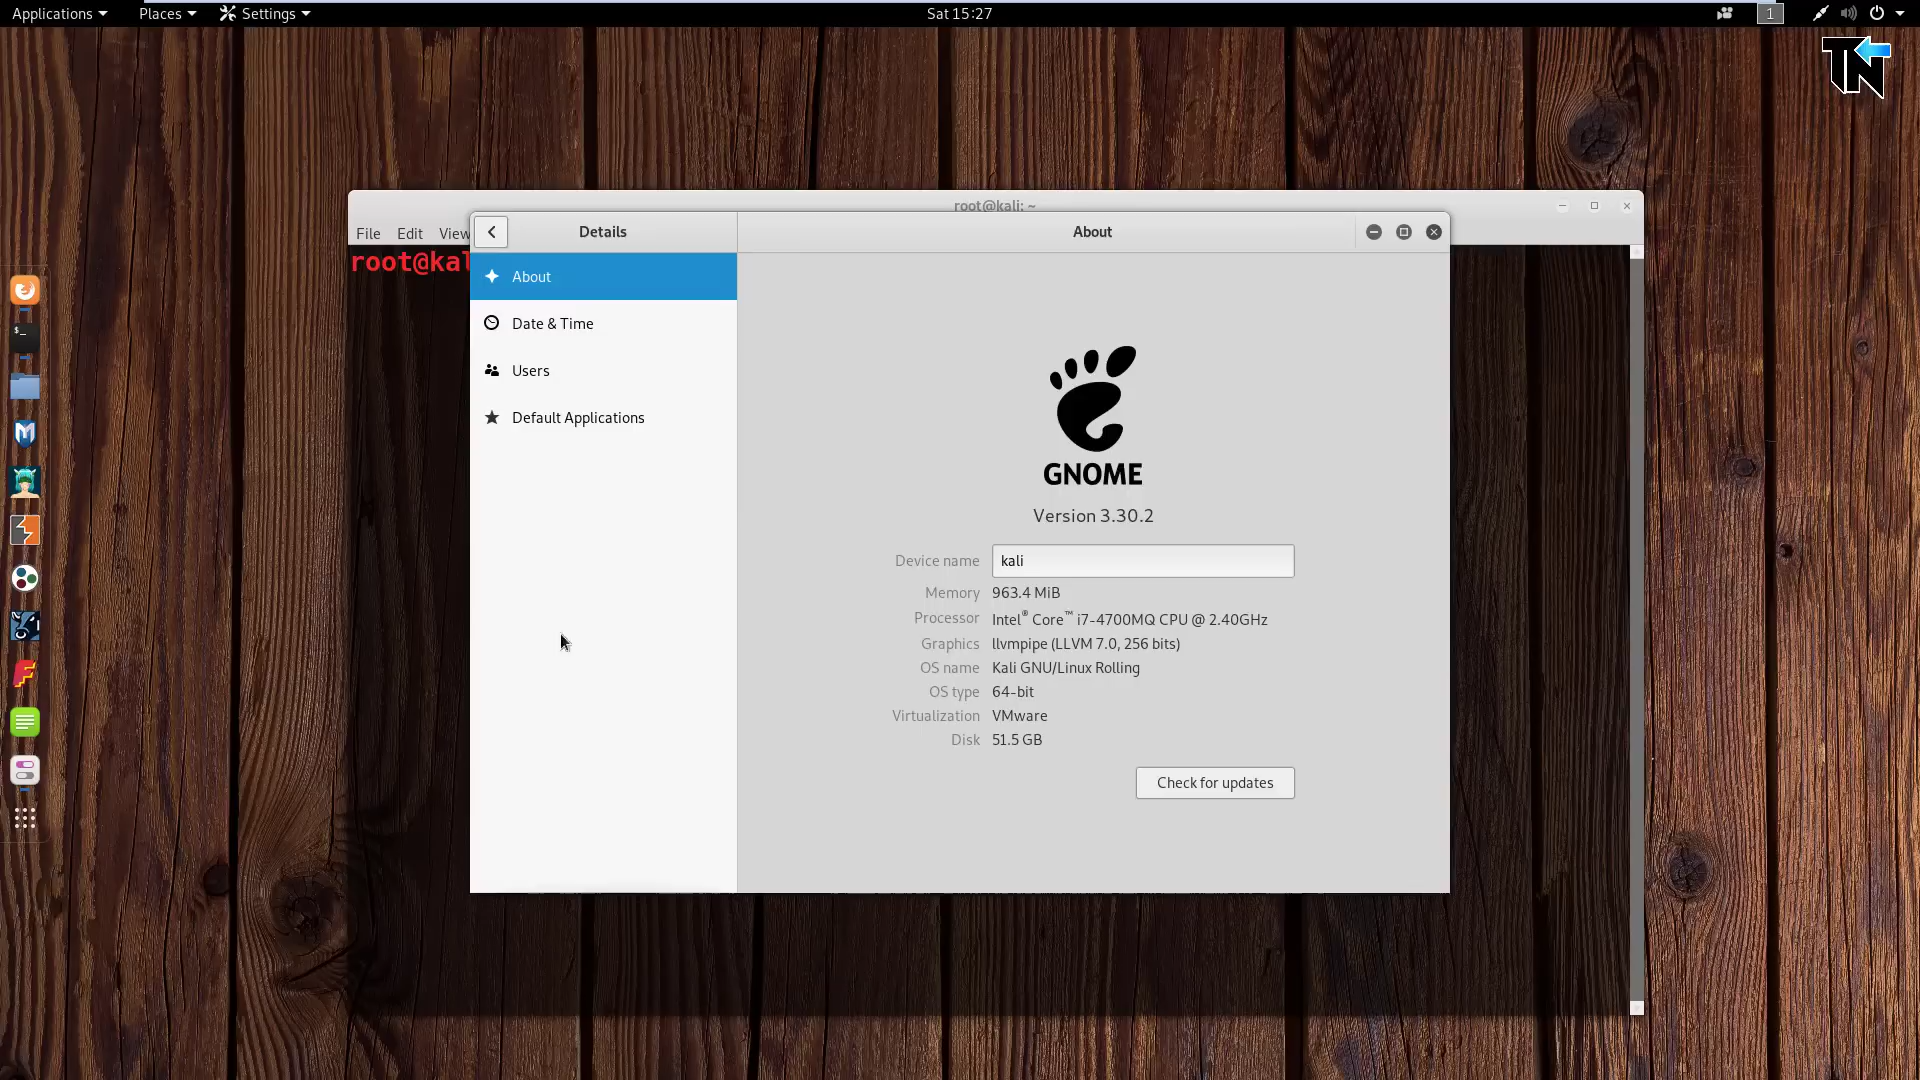 Applications Places Settings Sat 15:27 1
TN
root@kali: ~
File Edit View
Details About
root@kal
About
Date & Time
Users
Default Applications
GNOME
Version 3.30.2
Device name kali
Memory 963.4 MiB
Processor Intel® Core™ i7-4700MQ CPU @ 2.40GHz
Graphics llvmpipe (LLVM 7.0, 256 bits)
OS name Kali GNU/Linux Rolling
OS type 64-bit
Virtualization VMware
Disk 51.5 GB
Check for updates